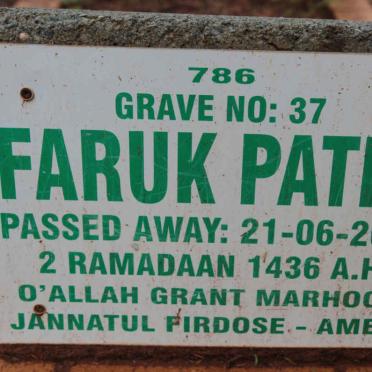 786
GRAVE NO: 37
FARUK PAT
PASSED AWAY: 21-06-20
2 RAMADAAN 1436 A.H
O'ALLAH GRANT MARHOO
JANNATUL FIRDOSE - AME